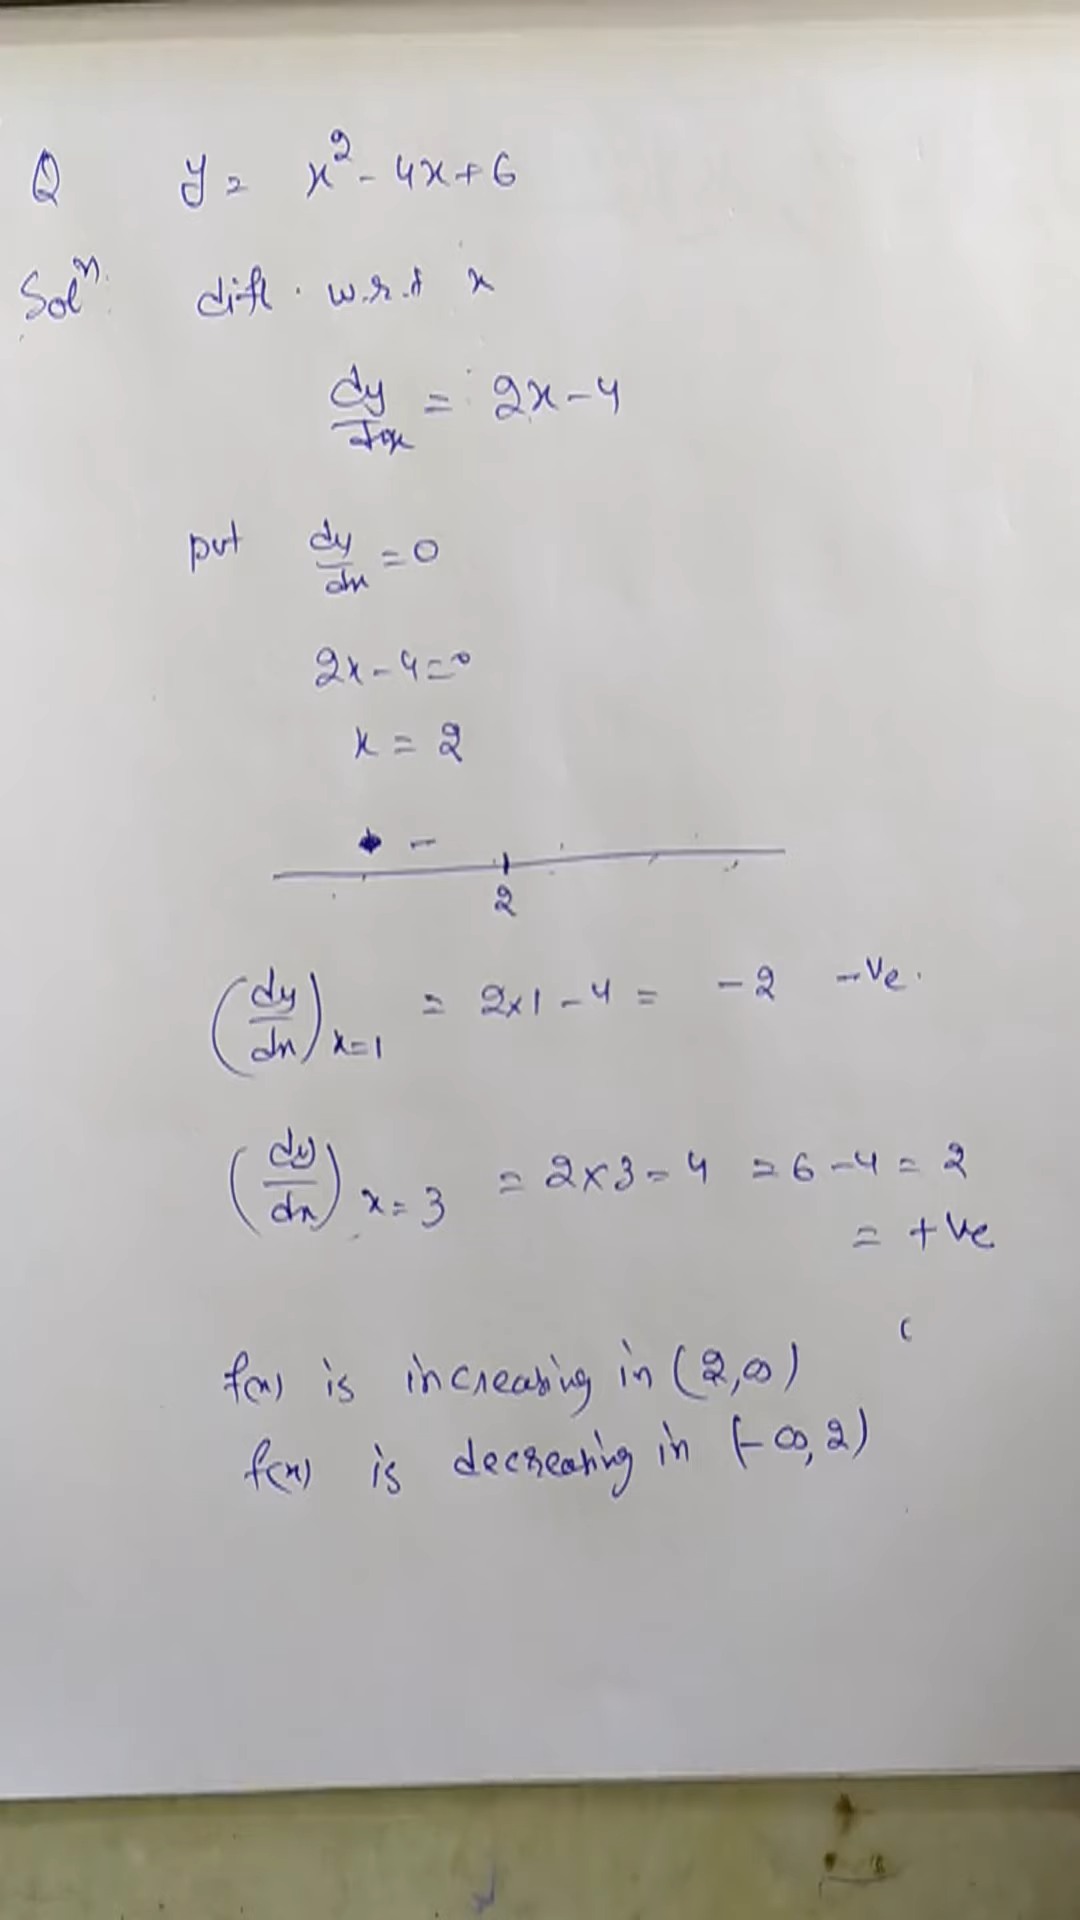 Q y = x² - 4x + 6
Solⁿ. diff. w.r.t x
dy/dx = 2x - 4
put dy/dx = 0
2x - 4 = 0
x = 2
-
2
(dy/dx) x=1 = 2x1 - 4 = -2 -ve.
(dy/dx) x=3 = 2x3 - 4 = 6 - 4 = 2
= +ve
f(x) is increasing in (2, ∞) (
f(x) is decreasing in (-∞, 2)